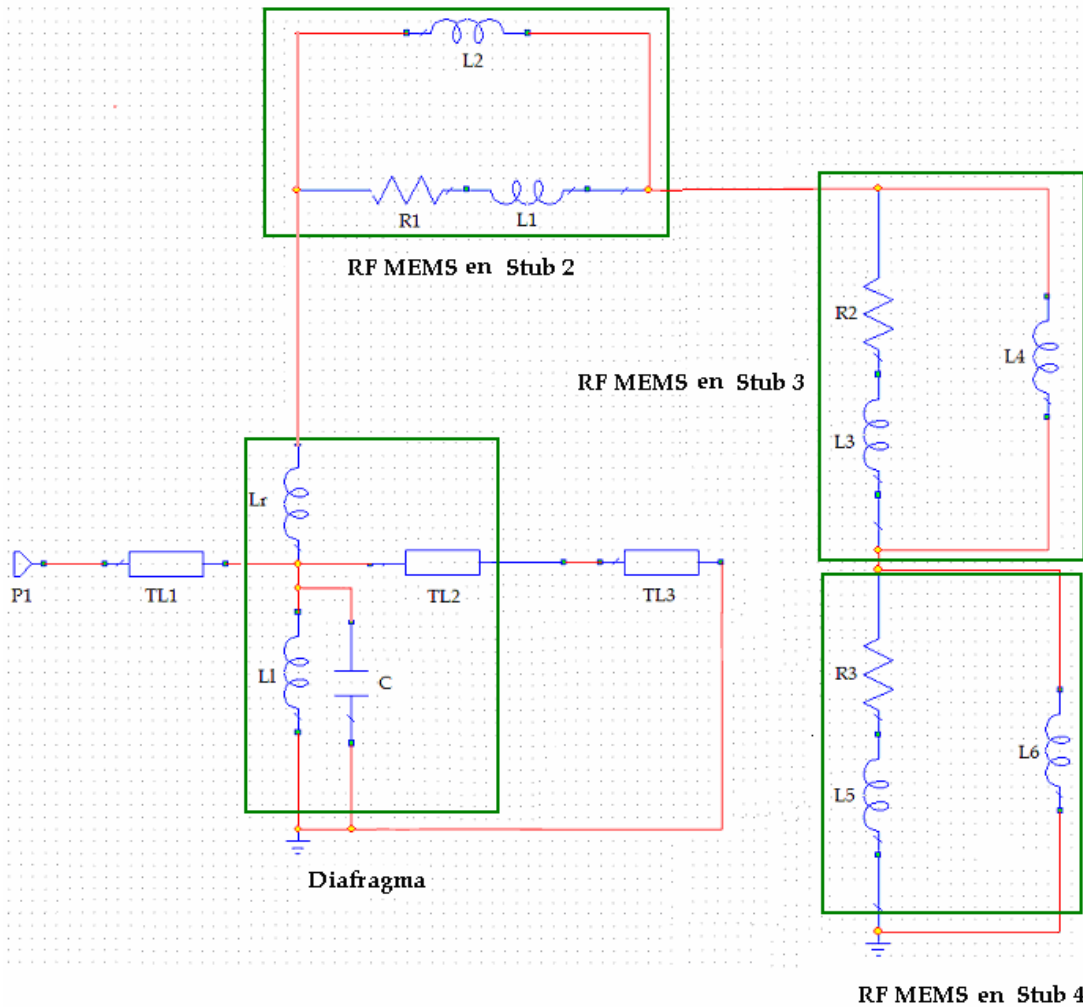 L2
R1
L1
RF MEMS en Stub 2
R2
L4
RF MEMS en Stub 3
L3
Lr
P1
TL1
TL2
TL3
Ll
C
R3
L6
L5
Diafragma
RF MEMS en Stub 4